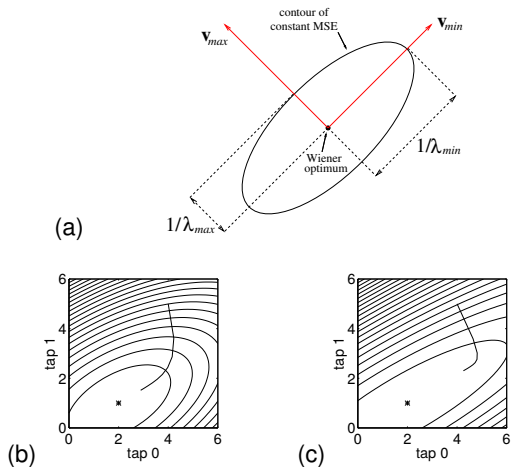 contour of
constant MSE
v_max
v_min
Wiener
optimum
1/λ_min
1/λ_max
(a)
6
4
2
0
tap 1
0 2 4 6
tap 0
(b)
6
4
2
0
tap 1
0 2 4 6
tap 0
(c)